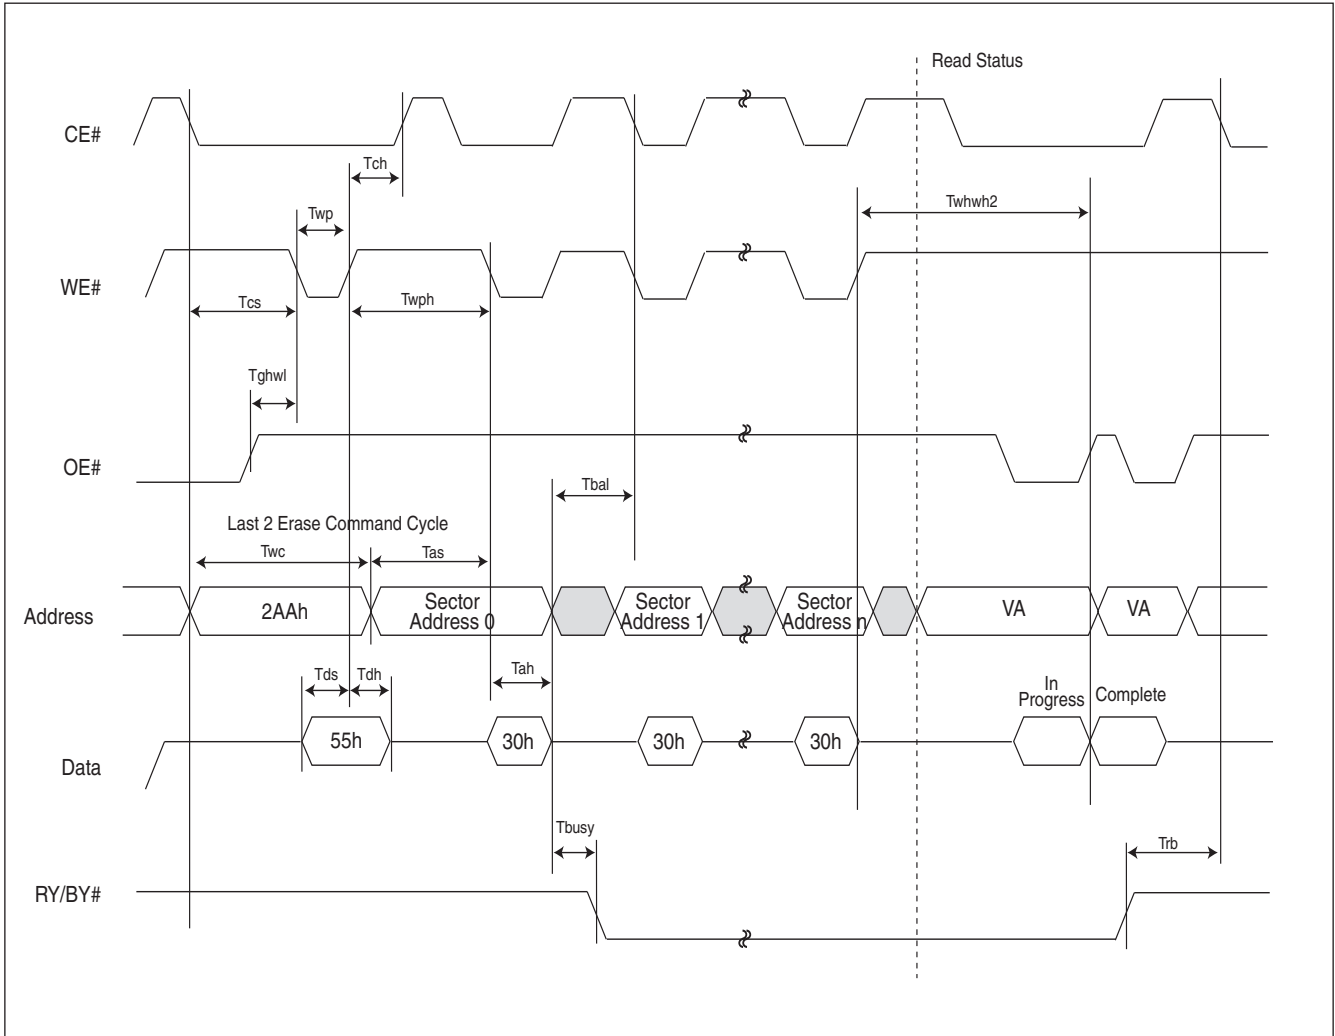 Read Status
CE#
Tch
Twp
Twhwh2
WE#
Tcs
Twph
Tghwl
OE#
Tbal
Last 2 Erase Command Cycle
Twc
Tas
Address
2AAh
Sector
Address 0
Sector
Address 1
Sector
Address n
VA
VA
Tds
Tdh
Tah
In
Progress
Complete
Data
55h
30h
30h
30h
Tbusy
Trb
RY/BY#